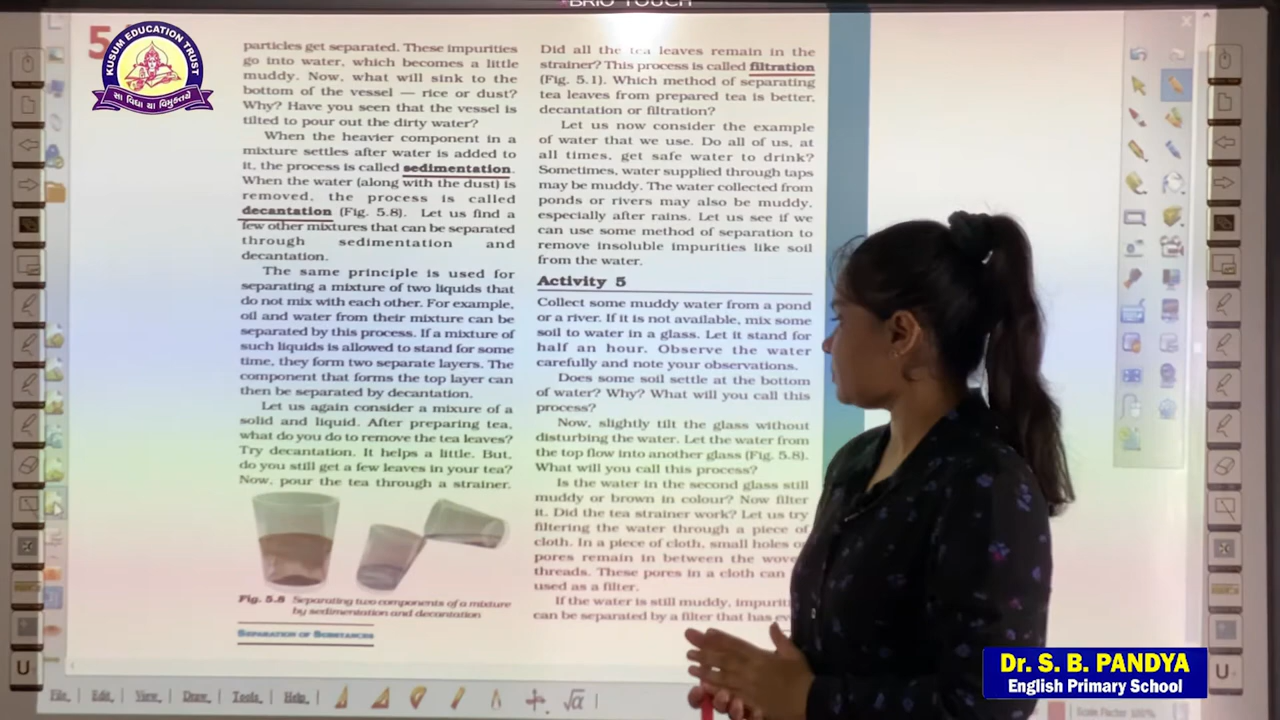 BRIO TOUCH
5
KUSUM EDUCATION TRUST
સા વિદ્યા યા વિમુક્તયે
particles get separated. These impurities
go into water, which becomes a little
muddy. Now, what will sink to the
bottom of the vessel — rice or dust?
Why? Have you seen that the vessel is
tilted to pour out the dirty water?
When the heavier component in a
mixture settles after water is added to
it, the process is called sedimentation.
When the water (along with the dust) is
removed, the process is called
decantation (Fig. 5.8). Let us find a
few other mixtures that can be separated
through sedimentation and
decantation.
The same principle is used for
separating a mixture of two liquids that
do not mix with each other. For example,
oil and water from their mixture can be
separated by this process. If a mixture of
such liquids is allowed to stand for some
time, they form two separate layers. The
component that forms the top layer can
then be separated by decantation.
Let us again consider a mixture of a
solid and liquid. After preparing tea,
what do you do to remove the tea leaves?
Try decantation. It helps a little. But,
do you still get a few leaves in your tea?
Now, pour the tea through a strainer.
Fig. 5.8 Separating two components of a mixture
by sedimentation and decantation
Separation of Substances
Did all the tea leaves remain in the
strainer? This process is called filtration
(Fig. 5.1). Which method of separating
tea leaves from prepared tea is better,
decantation or filtration?
Let us now consider the example
of water that we use. Do all of us, at
all times, get safe water to drink?
Sometimes, water supplied through taps
may be muddy. The water collected from
ponds or rivers may also be muddy,
especially after rains. Let us see if we
can use some method of separation to
remove insoluble impurities like soil
from the water.
Activity 5
Collect some muddy water from a pond
or a river. If it is not available, mix some
soil to water in a glass. Let it stand for
half an hour. Observe the water
carefully and note your observations.
Does some soil settle at the bottom
of water? Why? What will you call this
process?
Now, slightly tilt the glass without
disturbing the water. Let the water from
the top flow into another glass (Fig. 5.8).
What will you call this process?
Is the water in the second glass still
muddy or brown in colour? Now filter
it. Did the tea strainer work? Let us try
filtering the water through a piece of
cloth. In a piece of cloth, small holes o
pores remain in between the wove
threads. These pores in a cloth can
used as a filter.
If the water is still muddy, impuriti
can be separated by a filter that has ev
File Edit View Draw Tools Help
√α
U
U
Scale Factor 100%
Dr. S. B. PANDYA
English Primary School